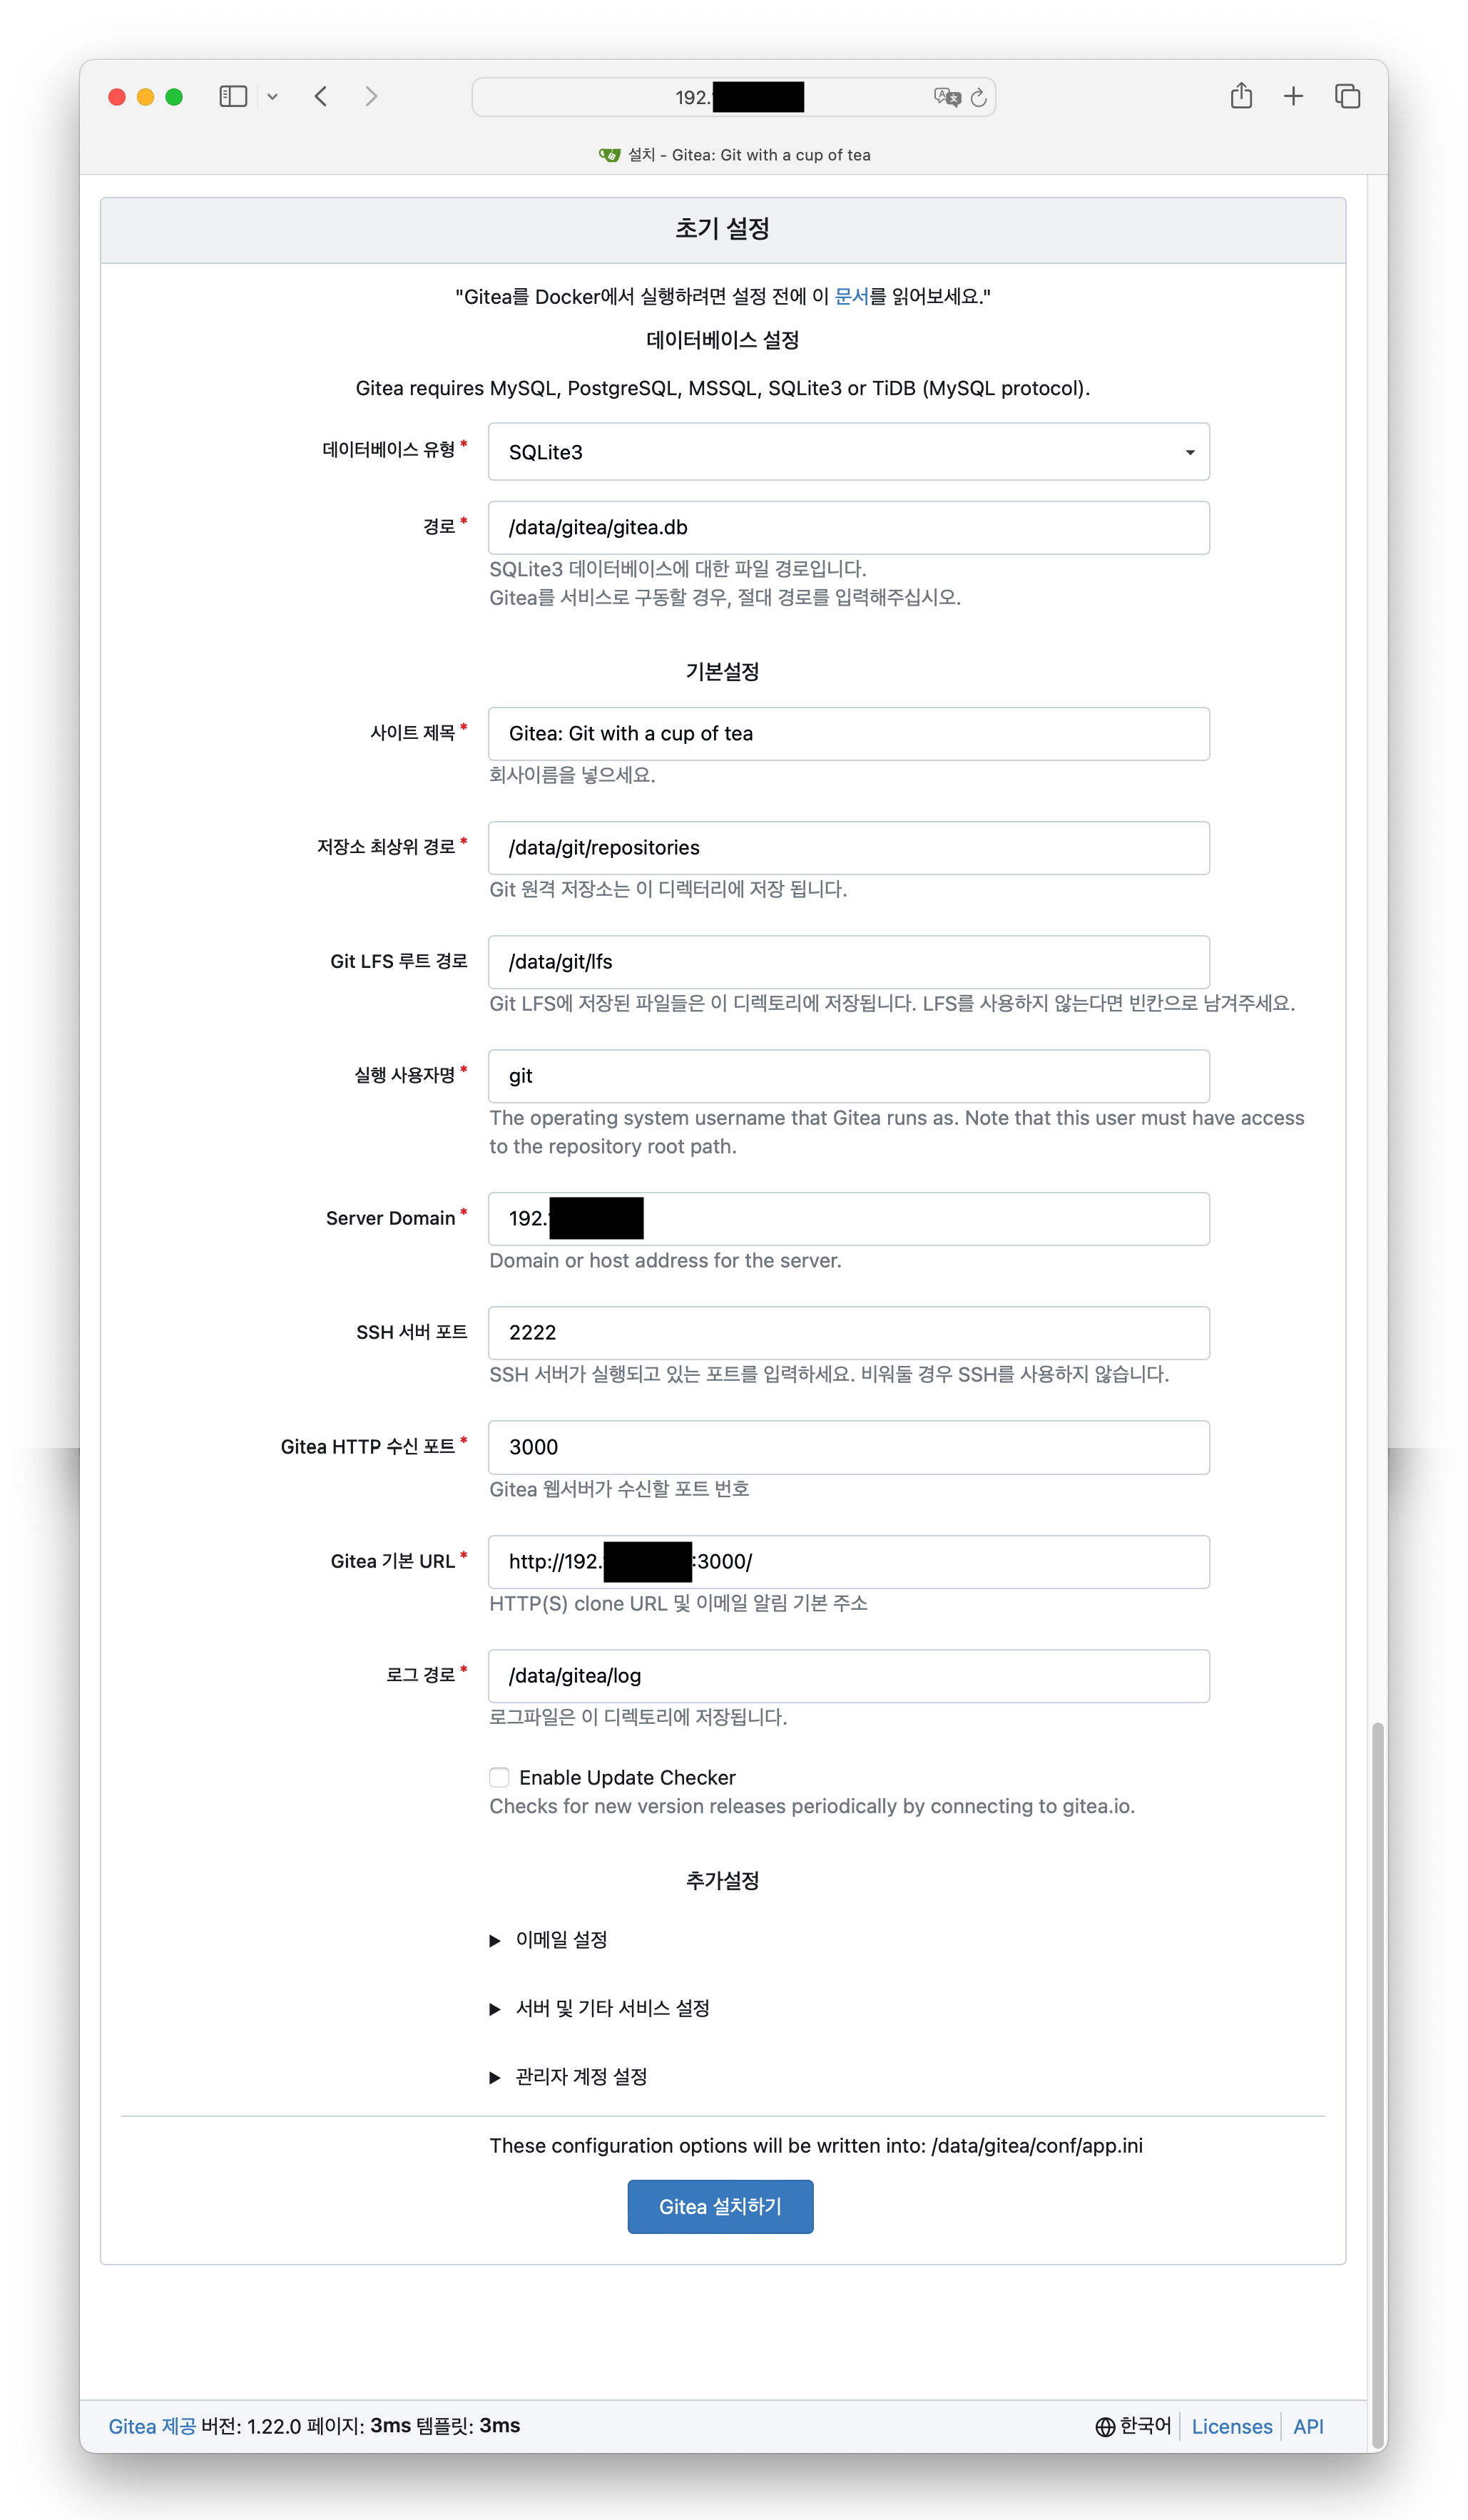 192.
설치 - Gitea: Git with a cup of tea
초기 설정
"Gitea를 Docker에서 실행하려면 설정 전에 이 문서를 읽어보세요."
데이터베이스 설정
Gitea requires MySQL, PostgreSQL, MSSQL, SQLite3 or TiDB (MySQL protocol).
데이터베이스 유형 * SQLite3
경로 * /data/gitea/gitea.db
SQLite3 데이터베이스에 대한 파일 경로입니다.
Gitea를 서비스로 구동할 경우, 절대 경로를 입력해주십시오.
기본설정
사이트 제목 * Gitea: Git with a cup of tea
회사이름을 넣으세요.
저장소 최상위 경로 * /data/git/repositories
Git 원격 저장소는 이 디렉터리에 저장 됩니다.
Git LFS 루트 경로 /data/git/lfs
Git LFS에 저장된 파일들은 이 디렉토리에 저장됩니다. LFS를 사용하지 않는다면 빈칸으로 남겨주세요.
실행 사용자명 * git
The operating system username that Gitea runs as. Note that this user must have access
to the repository root path.
Server Domain * 192.
Domain or host address for the server.
SSH 서버 포트 2222
SSH 서버가 실행되고 있는 포트를 입력하세요. 비워둘 경우 SSH를 사용하지 않습니다.
Gitea HTTP 수신 포트 * 3000
Gitea 웹서버가 수신할 포트 번호
Gitea 기본 URL * http://192. :3000/
HTTP(S) clone URL 및 이메일 알림 기본 주소
로그 경로 * /data/gitea/log
로그파일은 이 디렉토리에 저장됩니다.
Enable Update Checker
Checks for new version releases periodically by connecting to gitea.io.
추가설정
이메일 설정
서버 및 기타 서비스 설정
관리자 계정 설정
These configuration options will be written into: /data/gitea/conf/app.ini
Gitea 설치하기
Gitea 제공 버전: 1.22.0 페이지: 3ms 템플릿: 3ms 한국어 Licenses API